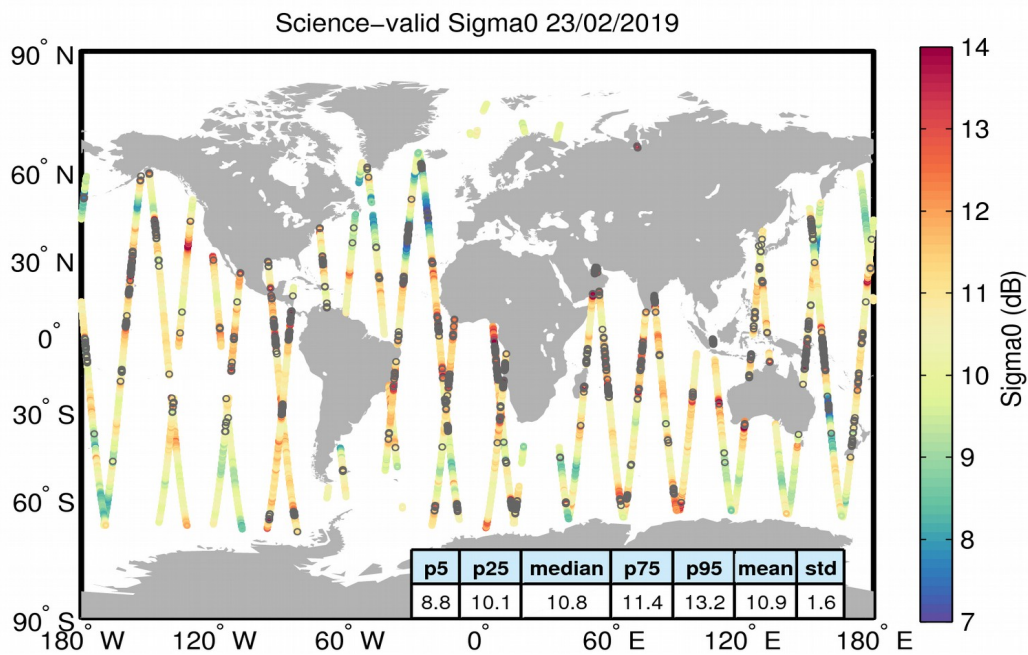 Science−valid Sigma0 23/02/2019
90° N
60° N
30° N
0°
30° S
60° S
90° S
180° W
120° W
60° W
0°
60° E
120° E
180° E
14
13
12
11
10
9
8
7
Sigma0 (dB)
p5 p25 median p75 p95 mean std
8.8 10.1 10.8 11.4 13.2 10.9 1.6